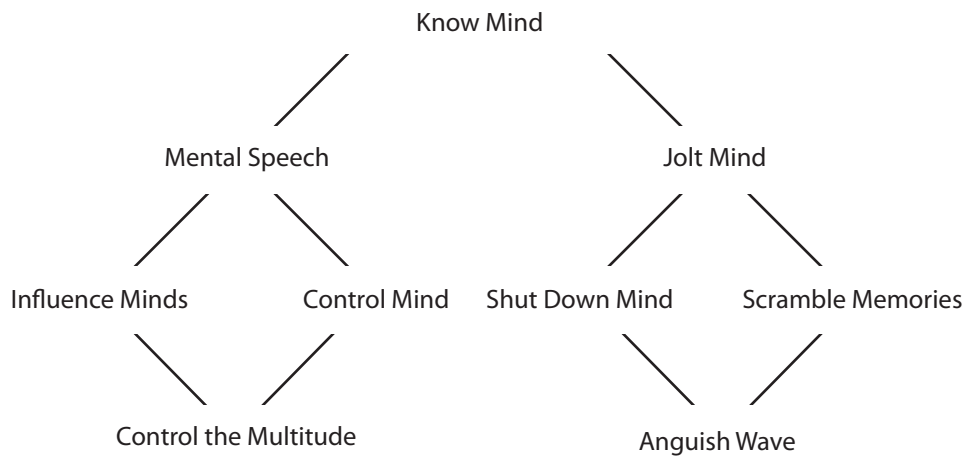 Know Mind
Mental Speech
Jolt Mind
Influence Minds
Control Mind
Shut Down Mind
Scramble Memories
Control the Multitude
Anguish Wave